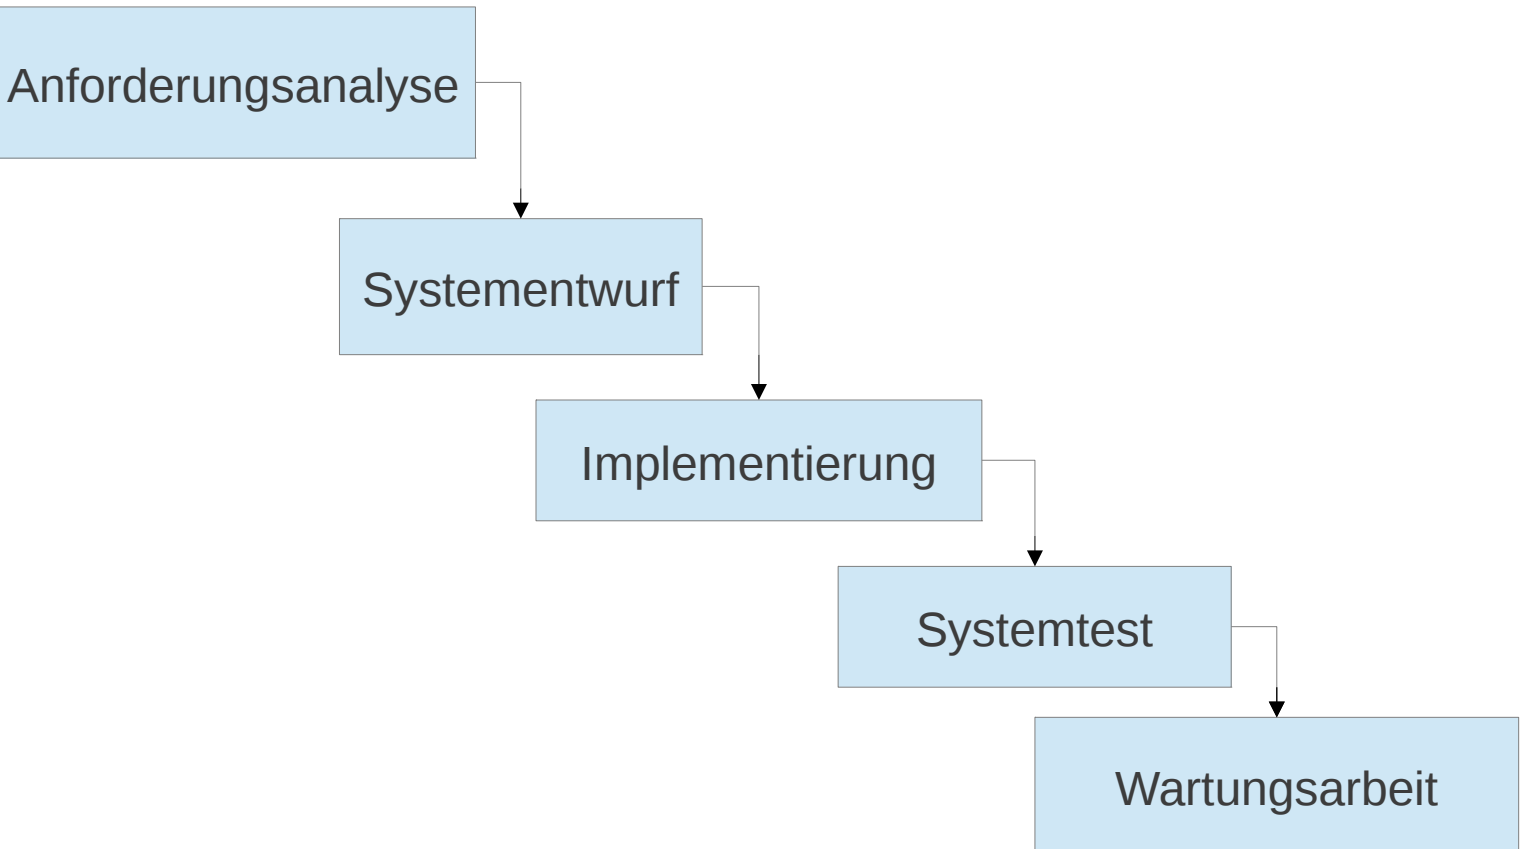 Anforderungsanalyse
Systementwurf
Implementierung
Systemtest
Wartungsarbeit